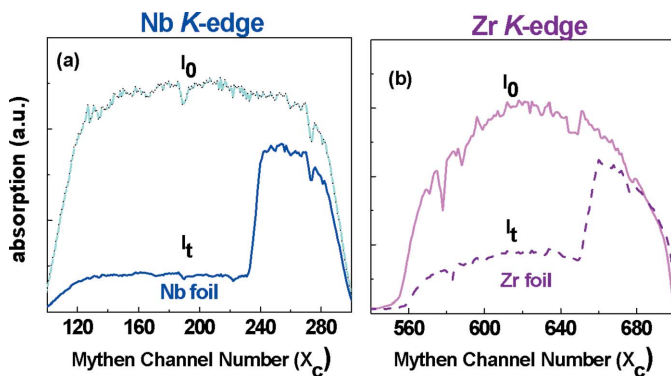 Nb K-edge
Zr K-edge
absorption (a.u.)
(a)
I0
It
Nb foil
100 120 160 200 240 280
Mythen Channel Number (Xc)
(b)
I0
It
Zr foil
560 600 640 680
Mythen Channel Number (Xc)